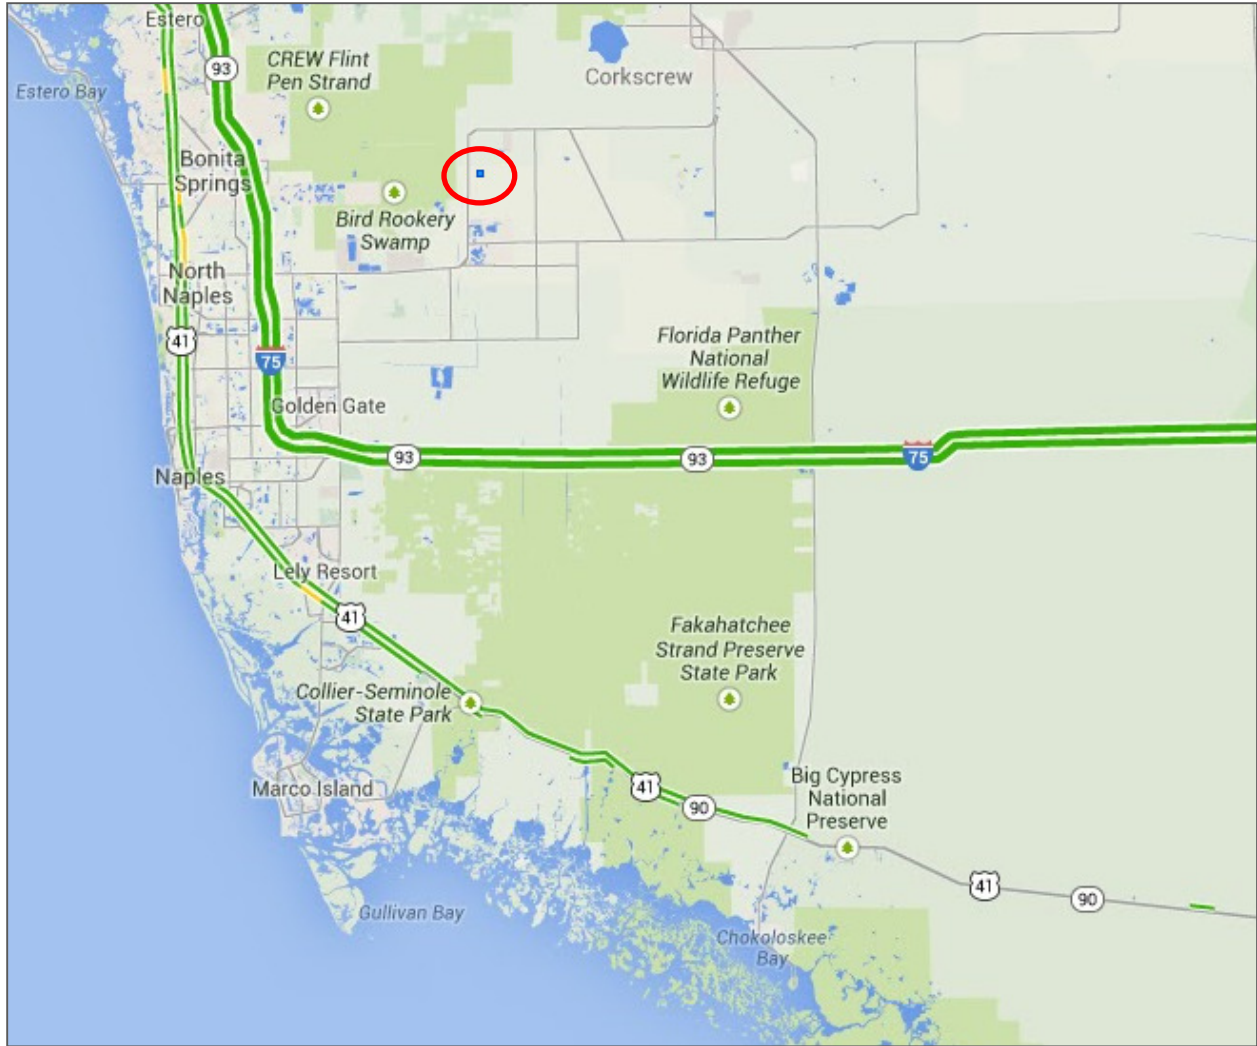 Estero
93
CREW Flint
Pen Strand
Corkscrew
Estero Bay
Bonita
Springs
Bird Rookery
Swamp
North
Naples
41
75
Florida Panther
National
Wildlife Refuge
Golden Gate
93
93
75
Naples
Lely Resort
41
Fakahatchee
Strand Preserve
State Park
Collier-Seminole
State Park
Marco Island
41
90
Big Cypress
National
Preserve
41
90
Gullivan Bay
Chokoloskee
Bay